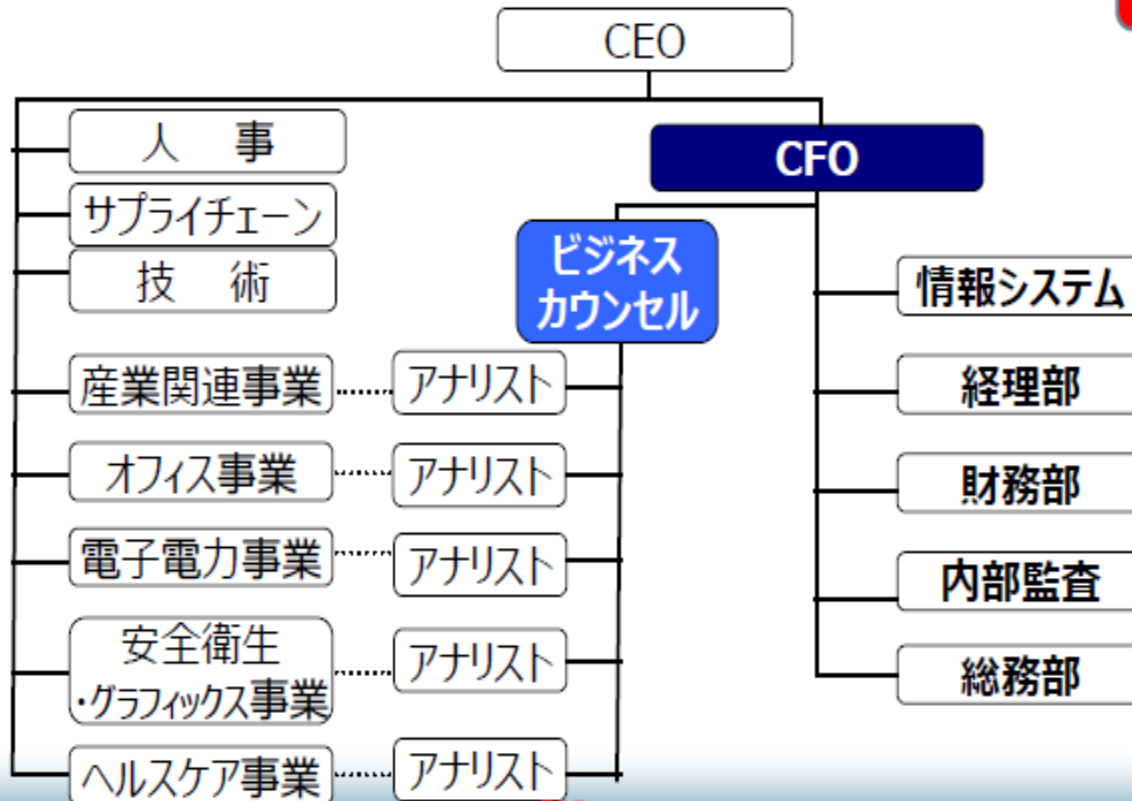 CEO
人 事
CFO
サプライチェーン
ビジネス
カウンセル
技 術
情報システム
産業関連事業
アナリスト
経理部
オフィス事業
アナリスト
財務部
電子電力事業
アナリスト
内部監査
安全衛生
・グラフィックス事業
アナリスト
総務部
ヘルスケア事業
アナリスト